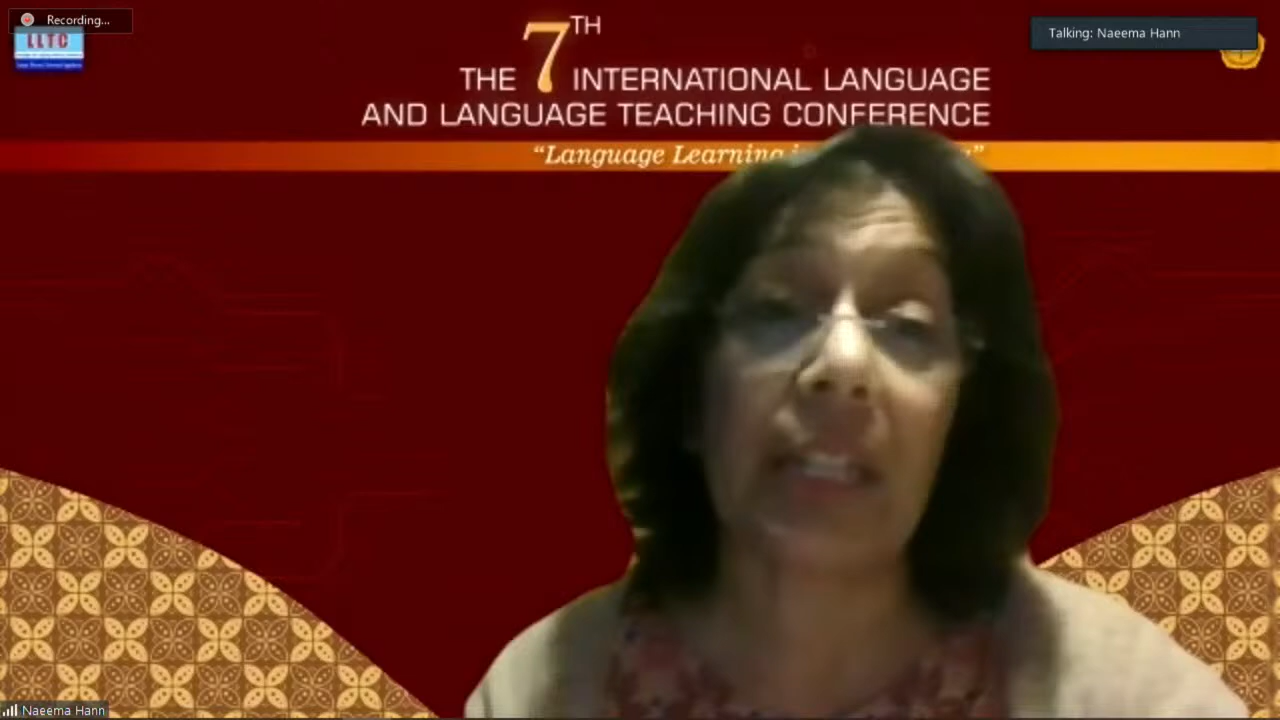 Recording...
LLTC
Talking: Naeema Hann
7TH
THE INTERNATIONAL LANGUAGE
AND LANGUAGE TEACHING CONFERENCE
“Language Learning
Naeema Hann